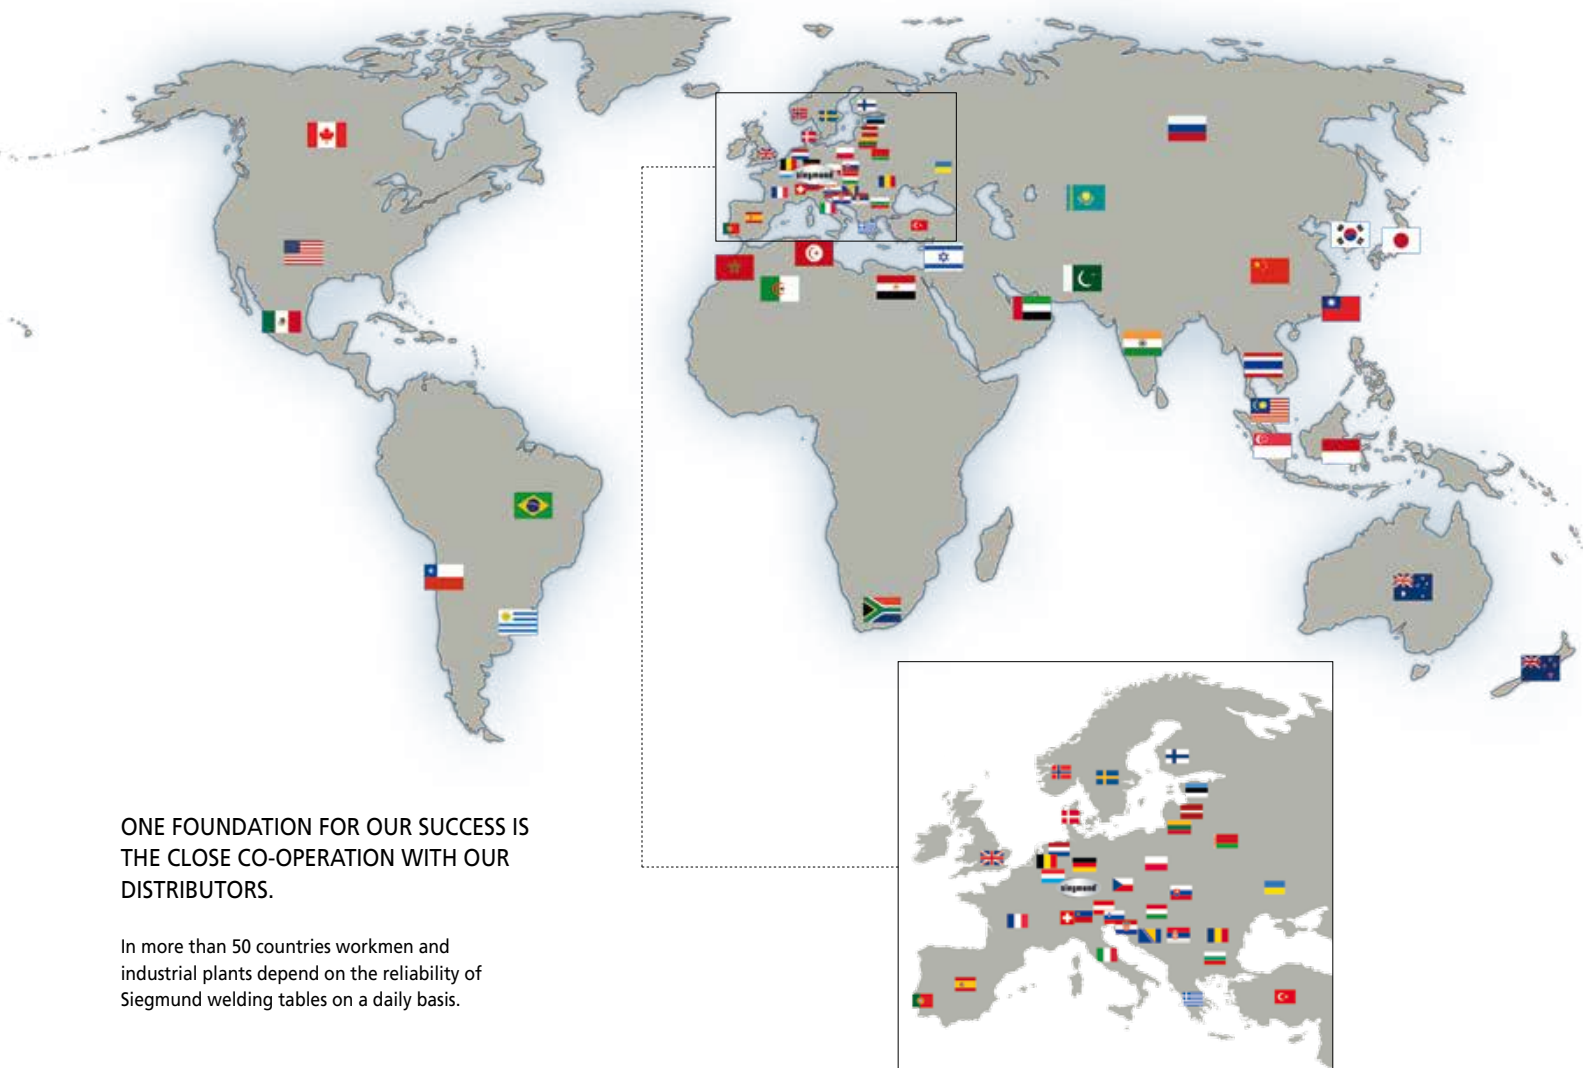 siegmund
ONE FOUNDATION FOR OUR SUCCESS IS
THE CLOSE CO-OPERATION WITH OUR
DISTRIBUTORS.
In more than 50 countries workmen and
industrial plants depend on the reliability of
Siegmund welding tables on a daily basis.
siegmund